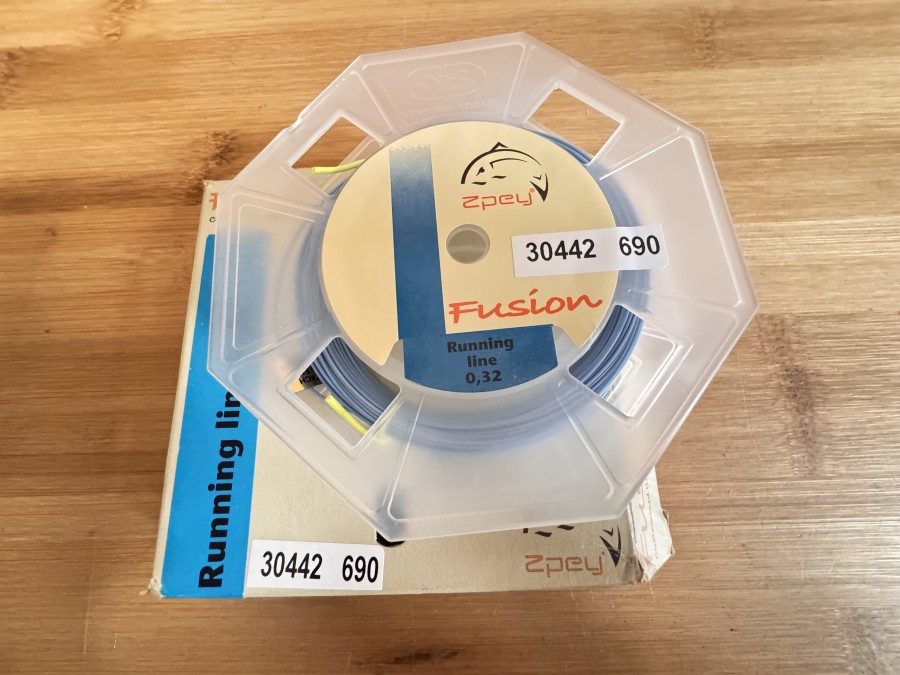 zpey
30442 690
Fusion
Running
line
0,32
Running lin
30442 690
zpey